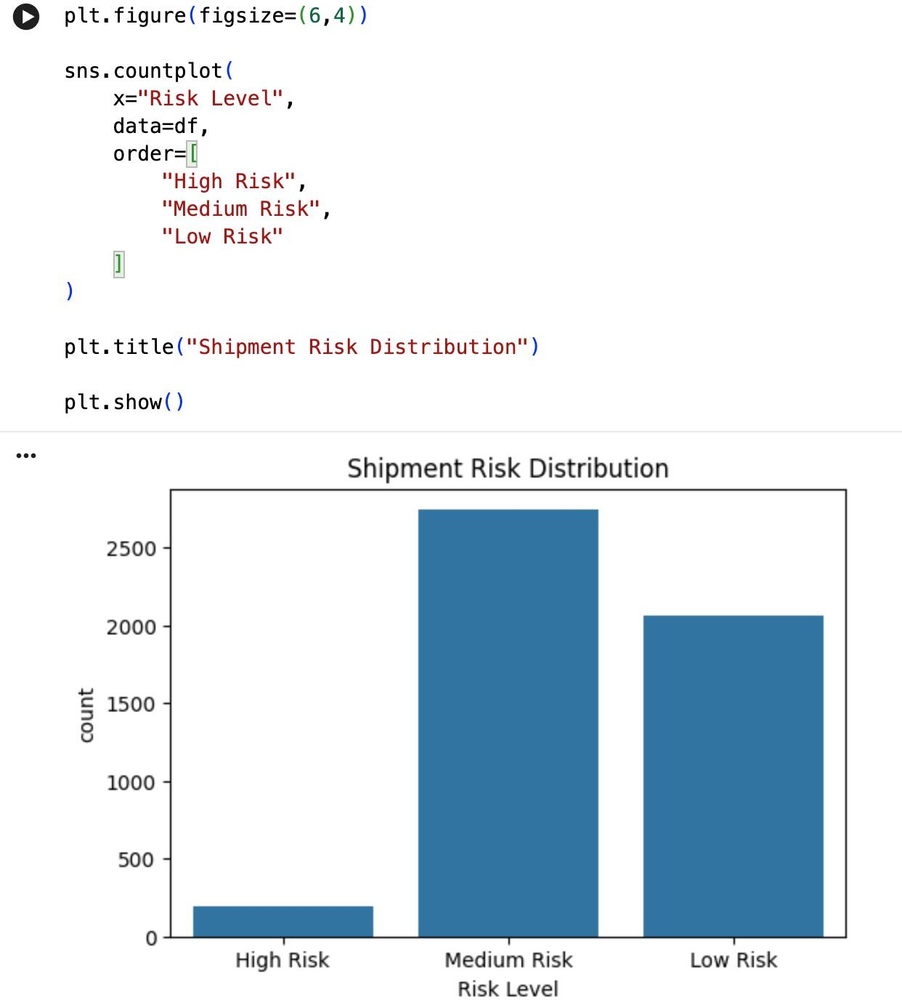 plt.figure(figsize=(6,4))
sns.countplot(
    x="Risk Level",
    data=df,
    order=[
        "High Risk",
        "Medium Risk",
        "Low Risk"
    ]
)
plt.title("Shipment Risk Distribution")
plt.show()
Shipment Risk Distribution
2500
2000
1500
1000
500
0
count
High Risk Medium Risk Low Risk
Risk Level